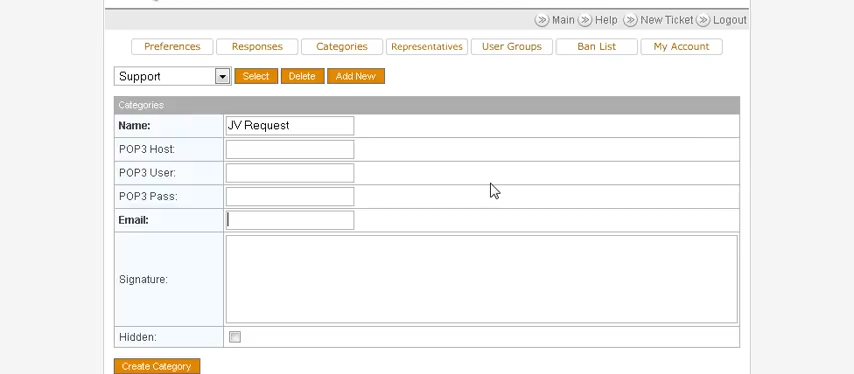 Main Help New Ticket Logout
Preferences Responses Categories Representatives User Groups Ban List My Account
Support Select Delete Add New
Categories
Name: JV Request
POP3 Host:
POP3 User:
POP3 Pass:
Email:
Signature:
Hidden:
Create Category